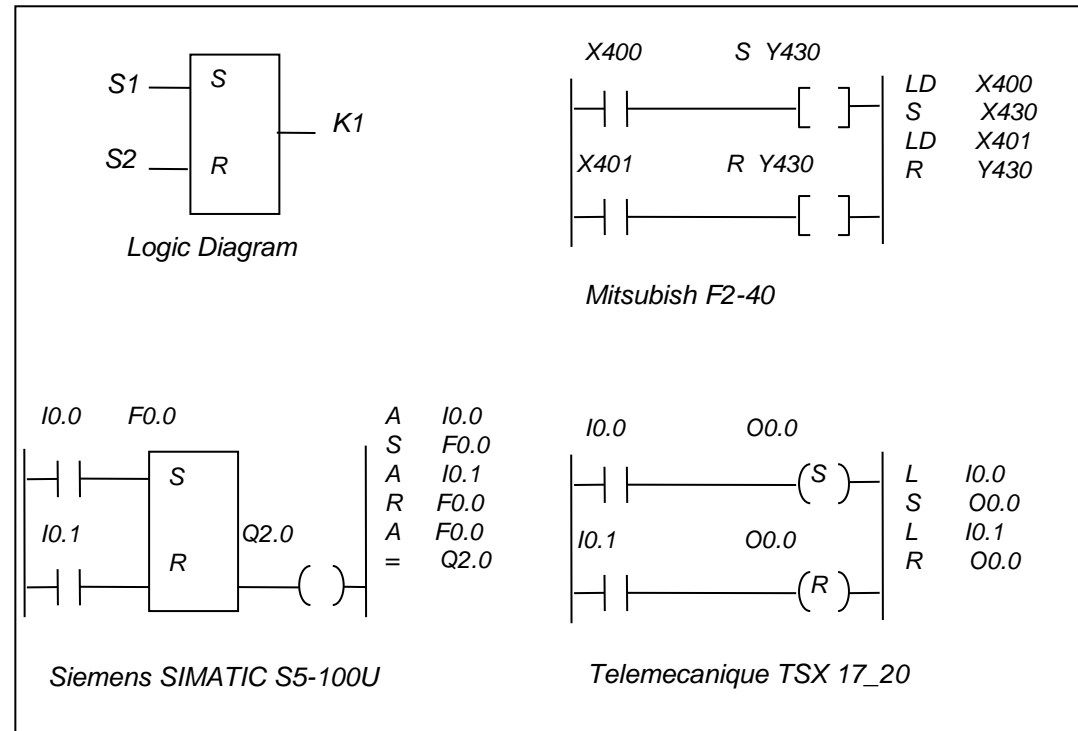 S1
S
K1
S2
R
Logic Diagram
X400 S Y430
X401 R Y430
LD X400
S X430
LD X401
R Y430
Mitsubish F2-40
I0.0 F0.0
S
I0.1 Q2.0
R
A I0.0
S F0.0
A I0.1
R F0.0
A F0.0
= Q2.0
Siemens SIMATIC S5-100U
I0.0 O0.0
S
I0.1 O0.0
R
L I0.0
S O0.0
L I0.1
R O0.0
Telemecanique TSX 17_20